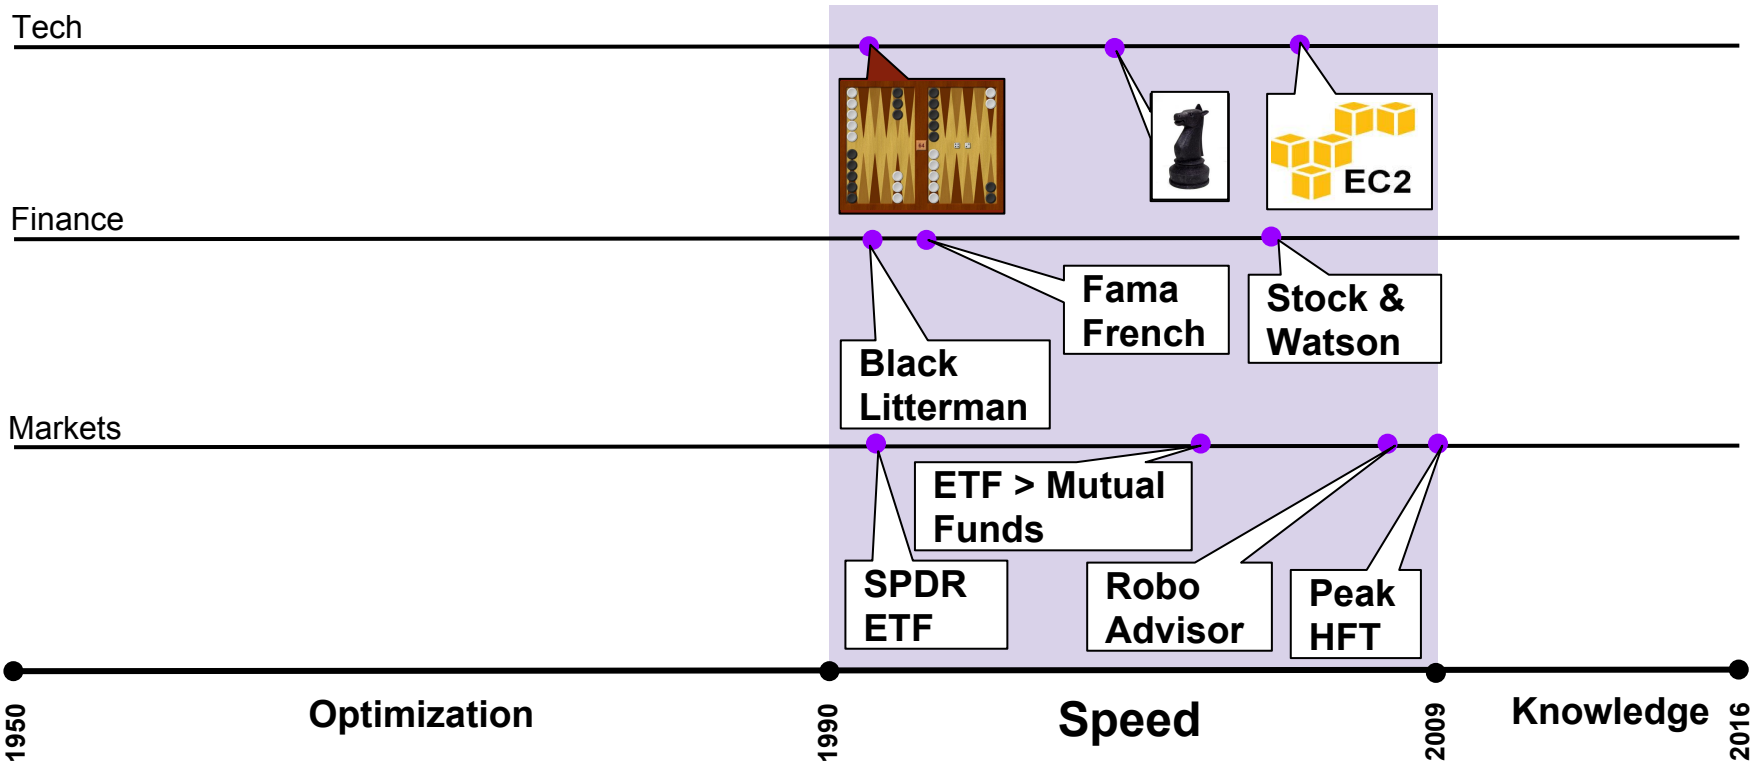 Tech
EC2
Finance
Fama
French
Stock &
Watson
Black
Litterman
Markets
ETF > Mutual
Funds
SPDR
ETF
Robo
Advisor
Peak
HFT
Optimization
Speed
Knowledge
1950
1990
2009
2016